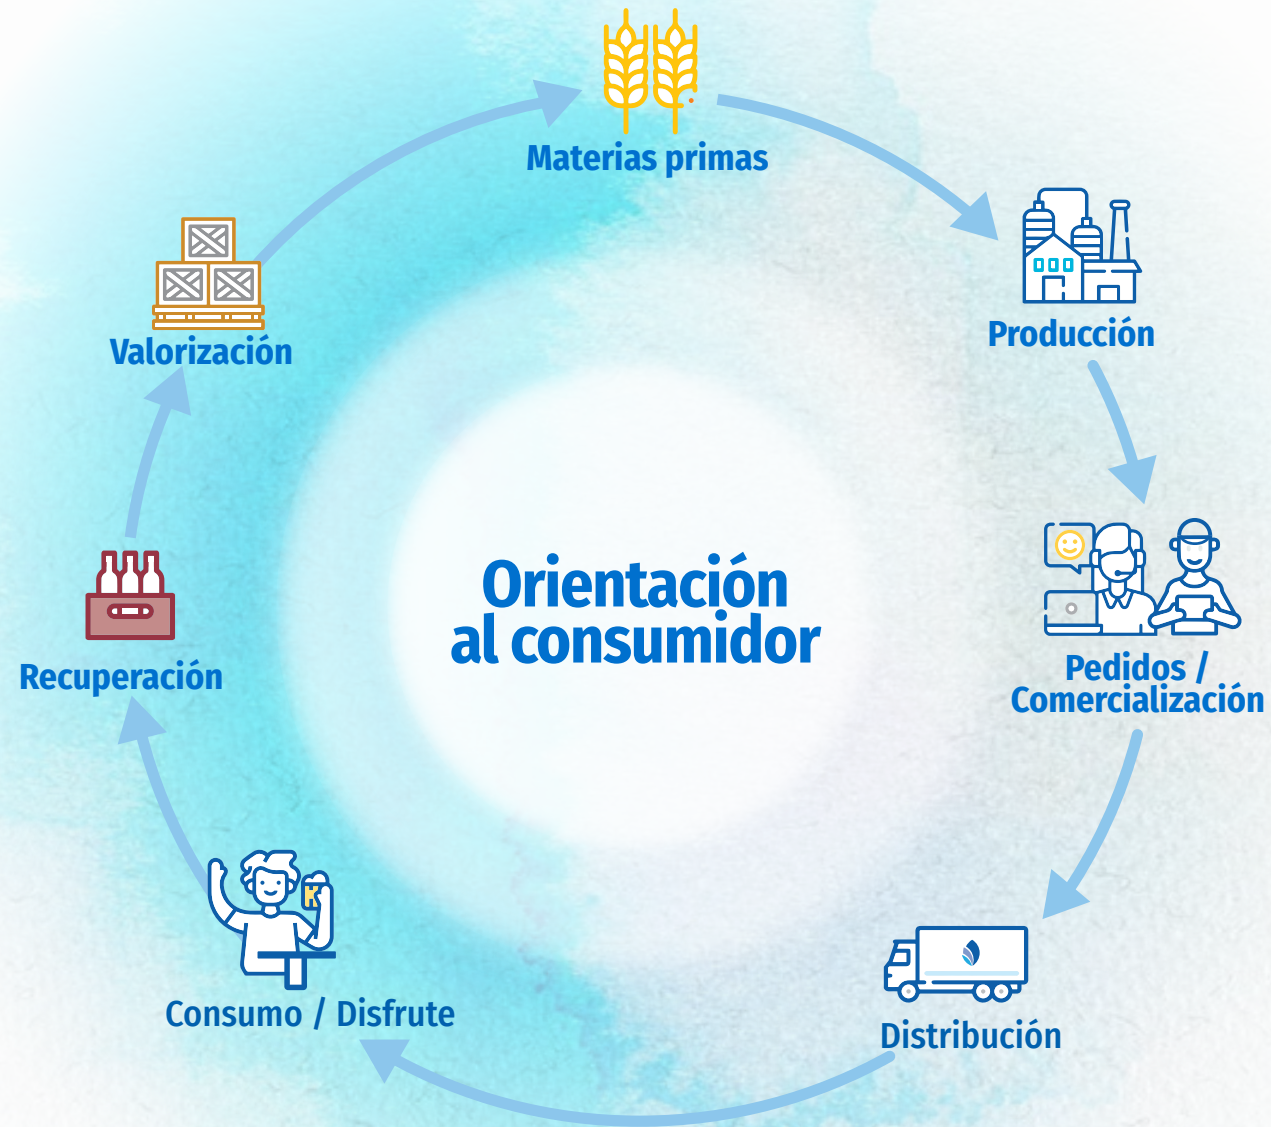 Materias primas
Producción
Pedidos /
Comercialización
Distribución
Consumo / Disfrute
Recuperación
Valorización
Orientación
al consumidor
K